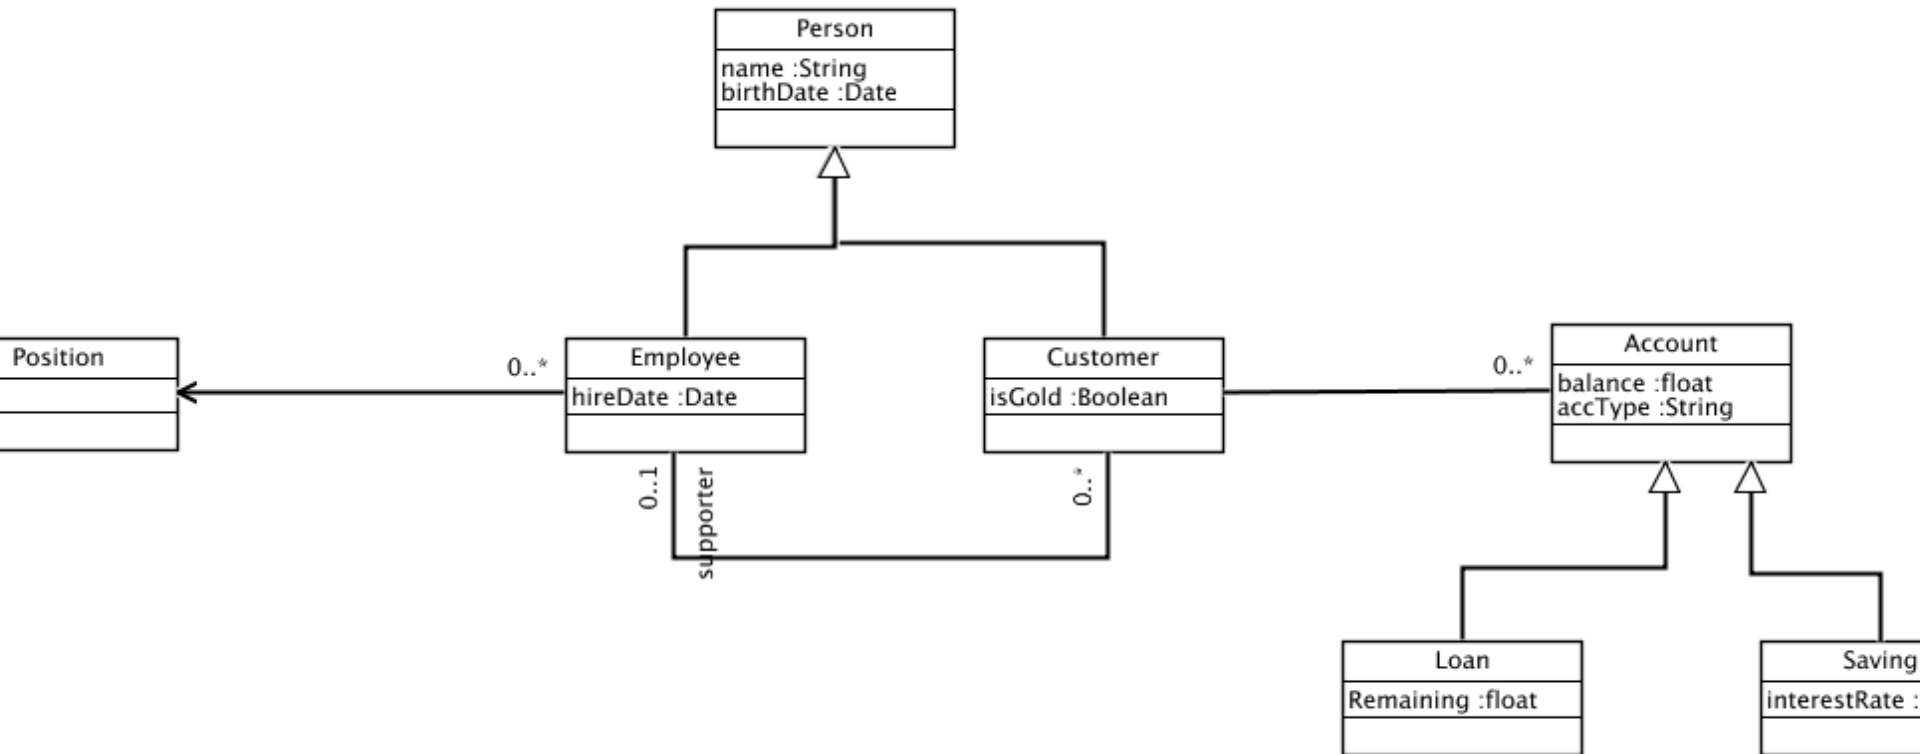 Person
name :String
birthDate :Date
Position
0..*
Employee
hireDate :Date
Customer
isGold :Boolean
0..*
Account
balance :float
accType :String
0..1
supporter
0..*
Loan
Remaining :float
Saving
interestRate :